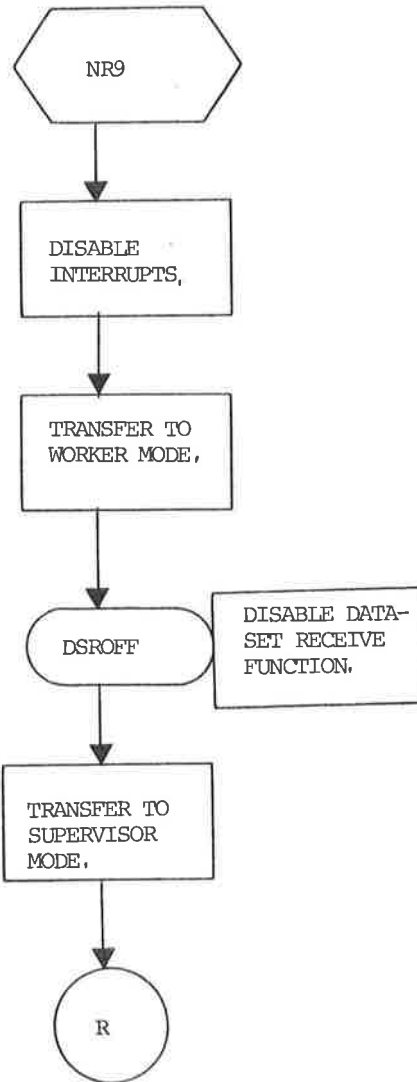 NR9
DISABLE
INTERRUPTS,
TRANSFER TO
WORKER MODE,
DSROFF
DISABLE DATA-
SET RECEIVE
FUNCTION,
TRANSFER TO
SUPERVISOR
MODE,
R